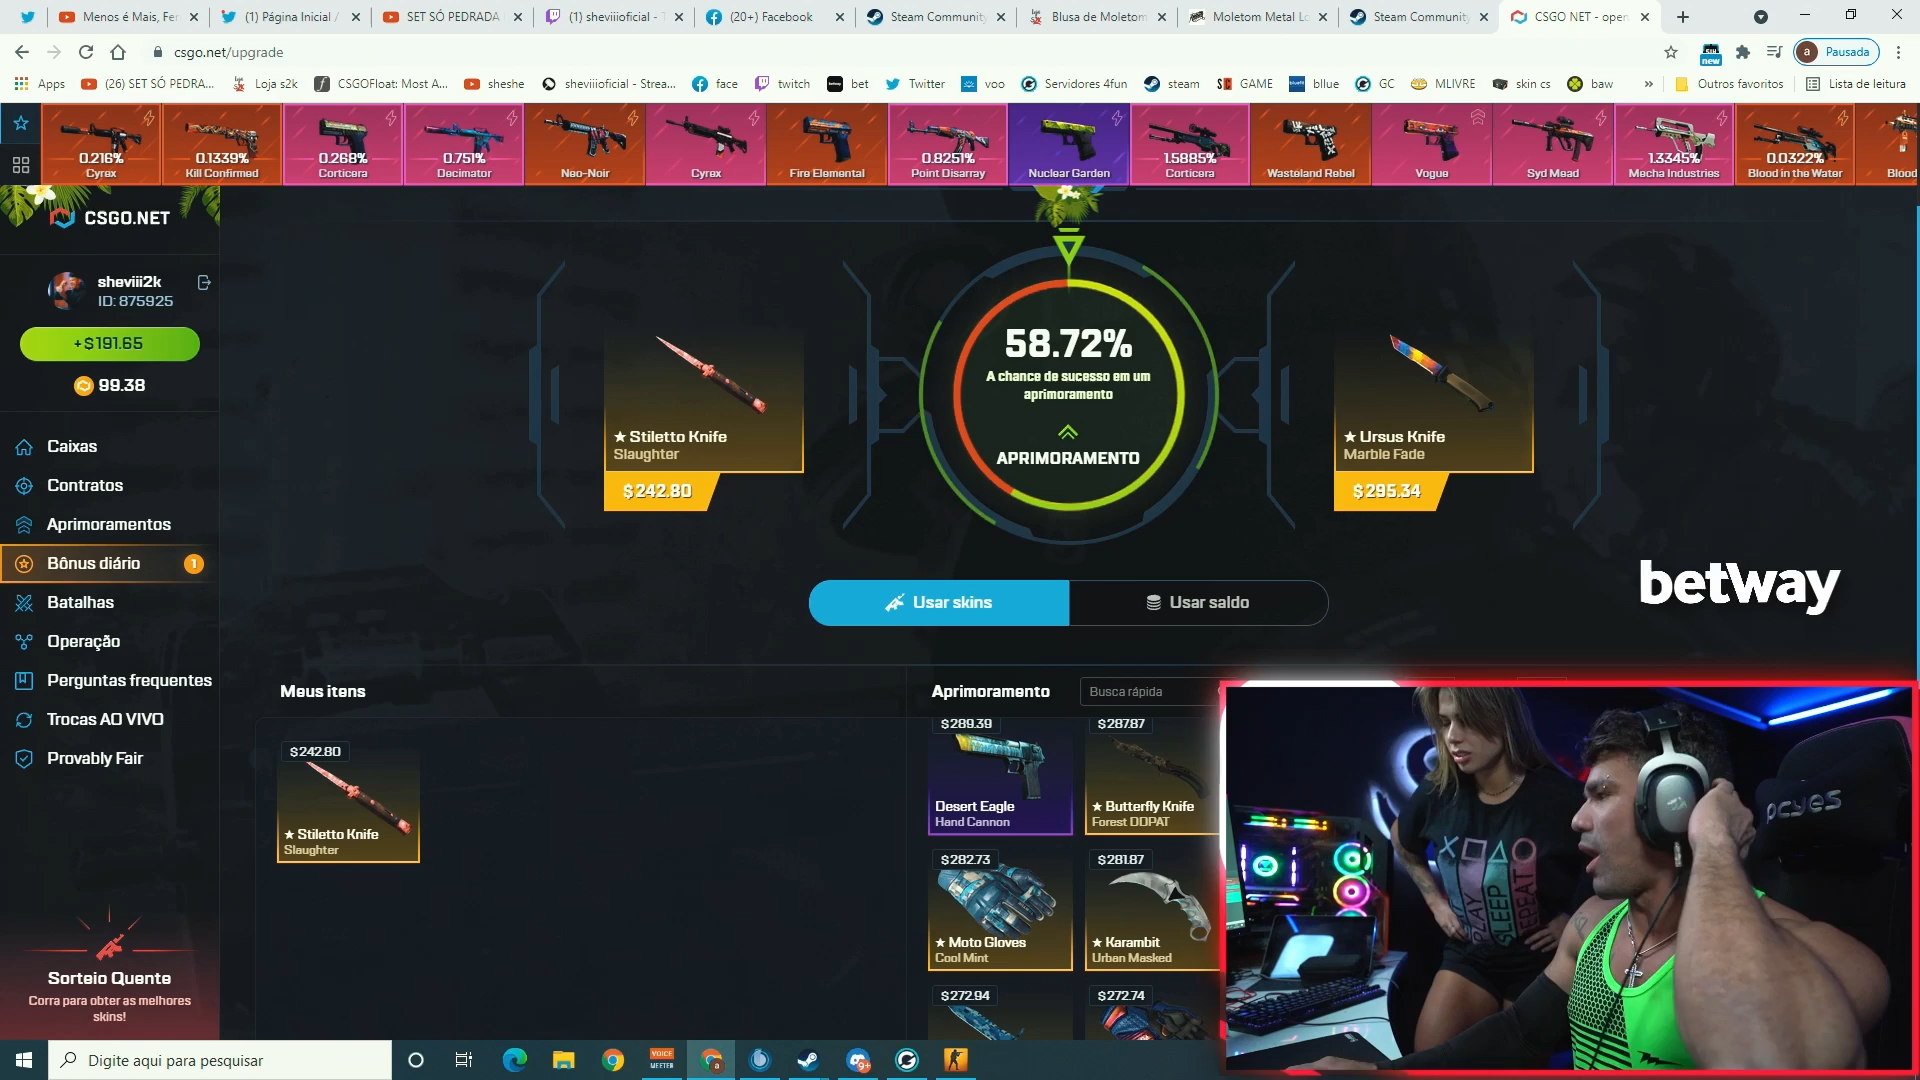 Menos é Mais, Fer
(1) Página Inicial /
SET SÓ PEDRADA
(1) sheviiioficial - T
(20+) Facebook
Steam Community
Blusa de Moletom
Moletom Metal Lo
Steam Community
CSGO NET - open
csgo.net/upgrade
new
a
Pausada
Apps
(26) SET SÓ PEDRA...
Loja s2k
CSGOFloat: Most A...
sheshe
sheviiioficial - Strea...
face
twitch
bet
Twitter
voo
Servidores 4fun
steam
GAME
bllue
GC
MLIVRE
skin cs
baw
»
Outros favoritos
Lista de leitura
0.216%
Cyrex
0.1339%
Kill Confirmed
0.268%
Corticera
0.751%
Decimator
Neo-Noir
Cyrex
Fire Elemental
0.8251%
Point Disarray
Nuclear Garden
1.5885%
Corticera
Wasteland Rebel
Vogue
Syd Mead
1.3345%
Mecha Industries
0.0322%
Blood in the Water
Blood
CSGO.NET
sheviii2k
ID: 875925
+$191.65
99.38
Caixas
Contratos
Aprimoramentos
Bônus diário
1
Batalhas
Operação
Perguntas frequentes
Trocas AO VIVO
Provably Fair
Sorteio Quente
Corra para obter as melhores
skins!
★ Stiletto Knife
Slaughter
$242.80
58.72%
A chance de sucesso em um
aprimoramento
APRIMORAMENTO
★ Ursus Knife
Marble Fade
$295.34
Usar skins
Usar saldo
betway
Meus itens
$242.80
★ Stiletto Knife
Slaughter
Aprimoramento
Busca rápida
$289.39
Desert Eagle
Hand Cannon
$287.87
★ Butterfly Knife
Forest DDPAT
$282.73
★ Moto Gloves
Cool Mint
$281.87
★ Karambit
Urban Masked
$272.94
$272.74
PLAY
SLEEP
REPEAT
pcyes
Digite aqui para pesquisar
VOICE
MEETER
a
9+